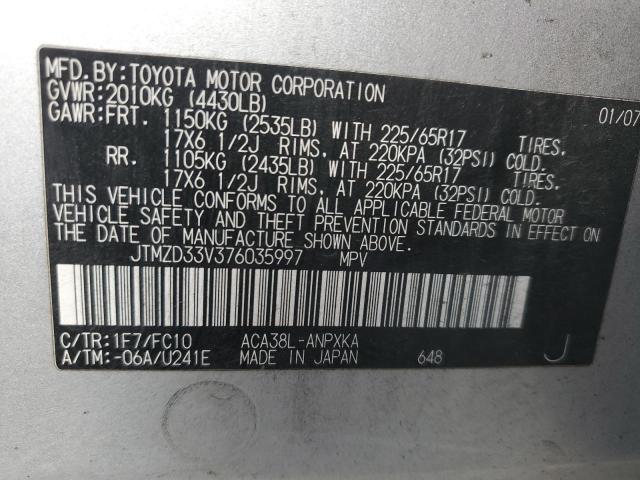 MFD.BY:TOYOTA MOTOR CORPORATION 01/07
GVWR:2010KG (4430LB)
GAWR:FRT. 1150KG (2535LB) WITH 225/65R17 TIRES,
17X6 1/2J RIMS, AT 220KPA (32PSI) COLD.
RR. 1105KG (2435LB) WITH 225/65R17 TIRES,
17X6 1/2J RIMS, AT 220KPA (32PSI) COLD.
THIS VEHICLE CONFORMS TO ALL APPLICABLE FEDERAL MOTOR
VEHICLE SAFETY AND THEFT PREVENTION STANDARDS IN EFFECT ON
THE DATE OF MANUFACTURE SHOWN ABOVE.
JTMZD33V376035997 MPV
C/TR:1F7/FC10 ACA38L-ANPXKA J
A/TM:-06A/U241E MADE IN JAPAN 648